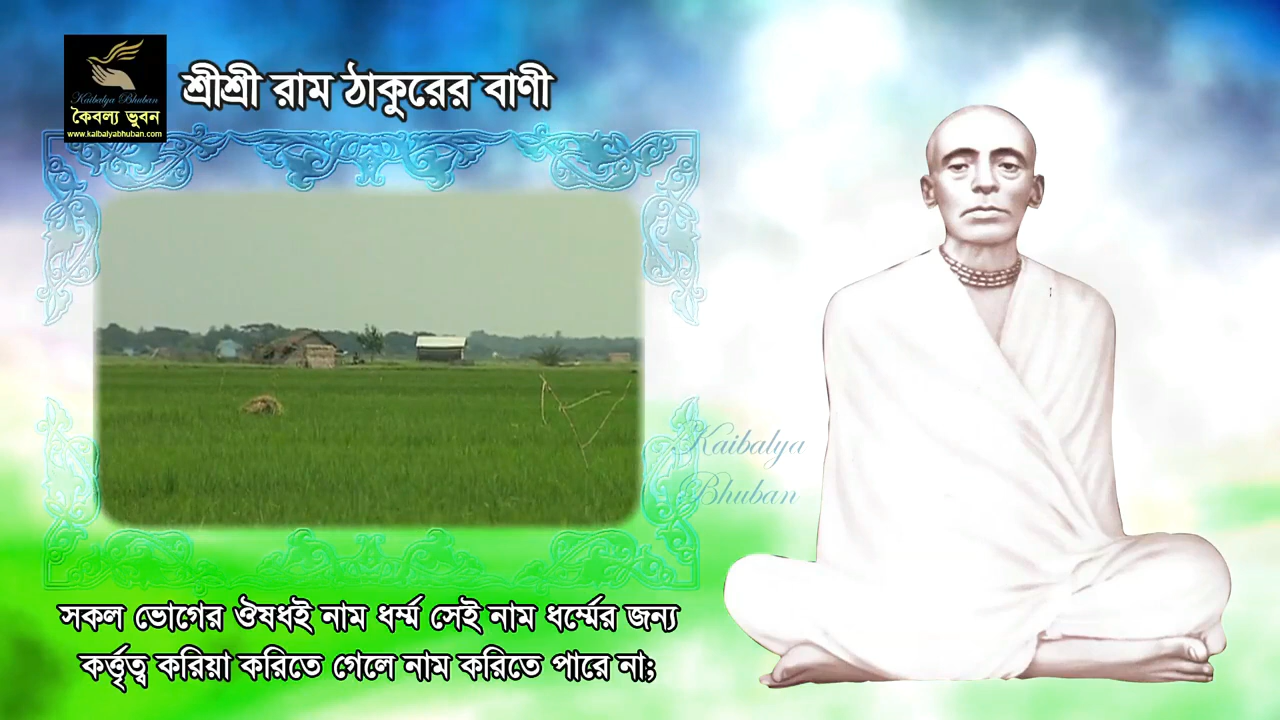 Kaibalya Bhuban
কৈবল্য ভুবন
www.kaibalyabhuban.com
শ্রীশ্রী রাম ঠাকুরের বাণী
Kaibalya
Bhuban
সকল ভোগের ঔষধই নাম ধর্ম্ম সেই নাম ধর্ম্মের জন্য
কর্ত্তৃত্ব করিয়া করিতে গেলে নাম করিতে পারে না;